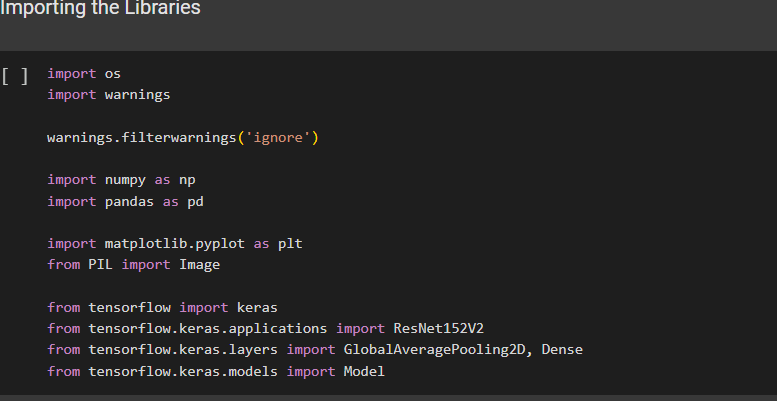 Importing the Libraries
[ ]
import os
import warnings
warnings.filterwarnings('ignore')
import numpy as np
import pandas as pd
import matplotlib.pyplot as plt
from PIL import Image
from tensorflow import keras
from tensorflow.keras.applications import ResNet152V2
from tensorflow.keras.layers import GlobalAveragePooling2D, Dense
from tensorflow.keras.models import Model